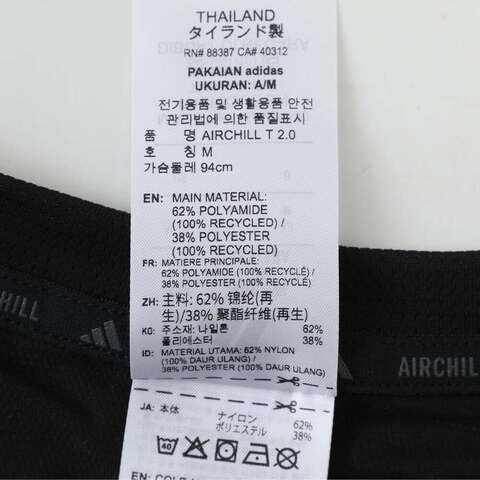 THAILAND
タイランド製
RN# 88387 CA# 40312
PAKAIAN adidas
UKURAN: A/M
전기용품 및 생활용품 안전
관리법에 의한 품질표시
품 명 AIRCHILL T 2.0
호 칭 M
가슴둘레 94cm
EN: MAIN MATERIAL:
62% POLYAMIDE
(100% RECYCLED) /
38% POLYESTER
(100% RECYCLED)
FR: MATIERE PRINCIPALE:
62% POLYAMIDE (100% RECYCLÉ) /
38% POLYESTER (100% RECYCLÉ)
ZH: 主料: 62% 锦纶(再
生)/38% 聚酯纤维(再生)
KO: 주소재: 나일론 62%
폴리에스터 38%
ID: MATERIAL UTAMA: 62% NYLON
(100% DAUR ULANG) /
38% POLYESTER (100% DAUR ULANG)
JA: 本体 ナイロン 62%
ポリエステル 38%
40
CHILL
AIRCHILL